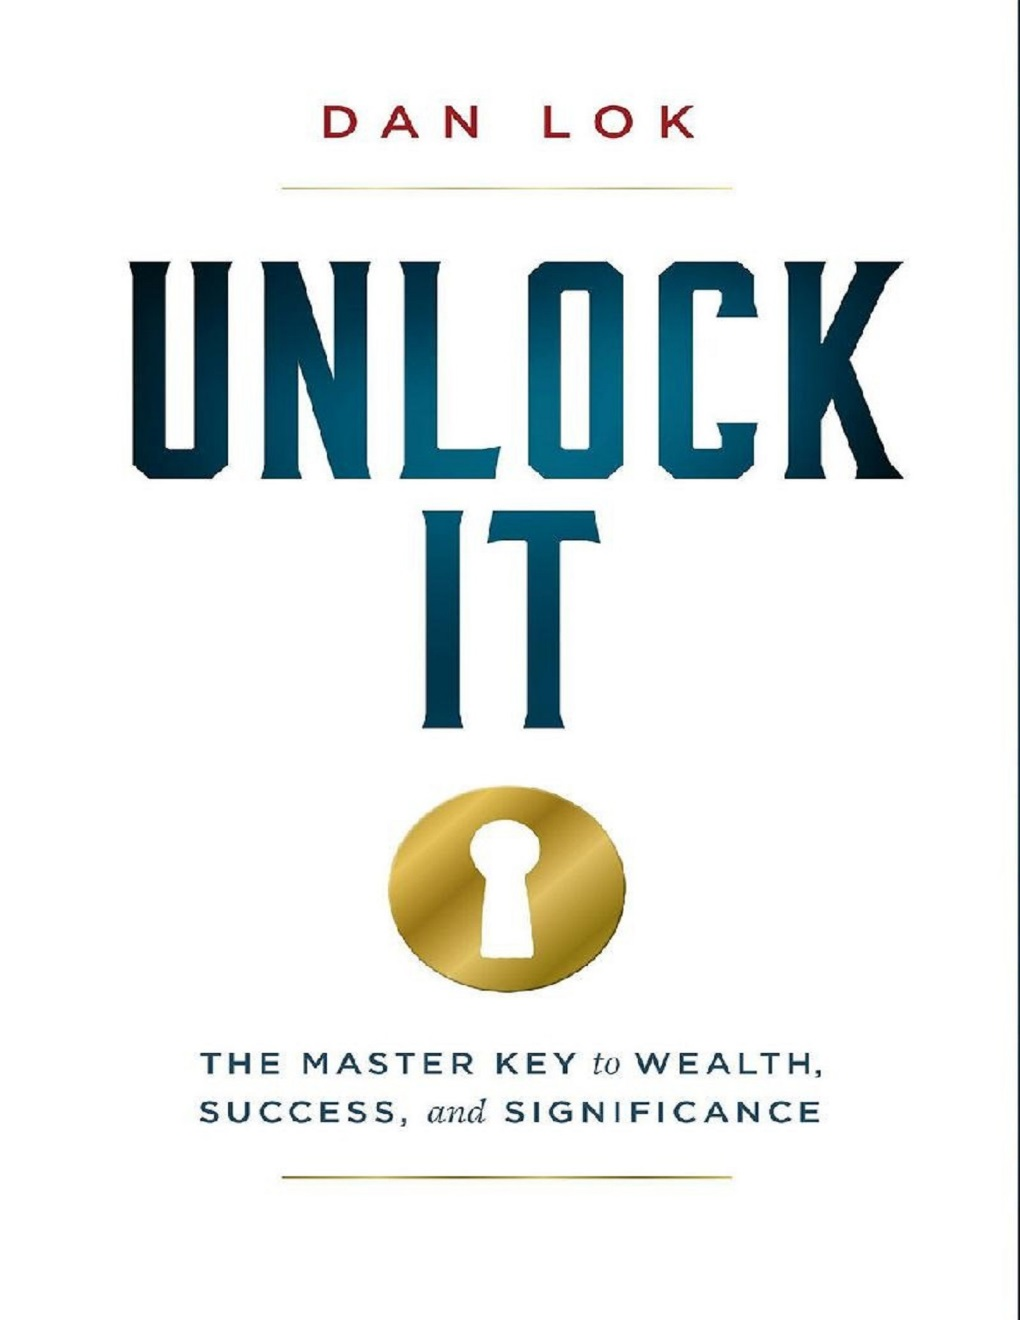 DAN LOK
UNLOCK
IT
THE MASTER KEY to WEALTH,
SUCCESS, and SIGNIFICANCE